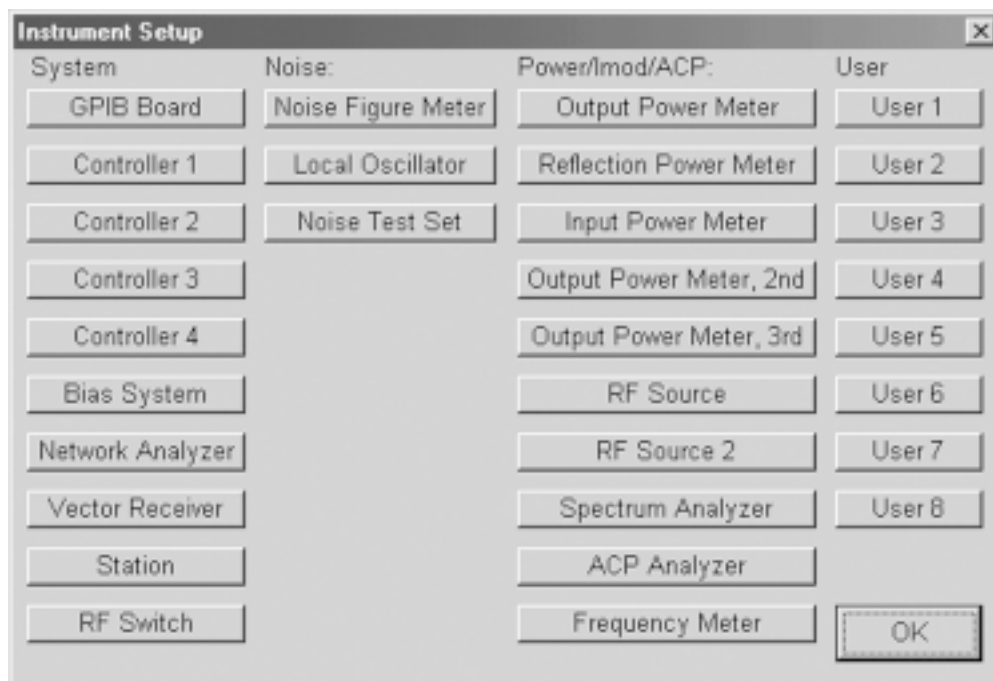 Instrument Setup
System
GPIB Board
Controller 1
Controller 2
Controller 3
Controller 4
Bias System
Network Analyzer
Vector Receiver
Station
RF Switch
Noise:
Noise Figure Meter
Local Oscillator
Noise Test Set
Power/Imod/ACP:
Output Power Meter
Reflection Power Meter
Input Power Meter
Output Power Meter, 2nd
Output Power Meter, 3rd
RF Source
RF Source 2
Spectrum Analyzer
ACP Analyzer
Frequency Meter
User
User 1
User 2
User 3
User 4
User 5
User 6
User 7
User 8
OK